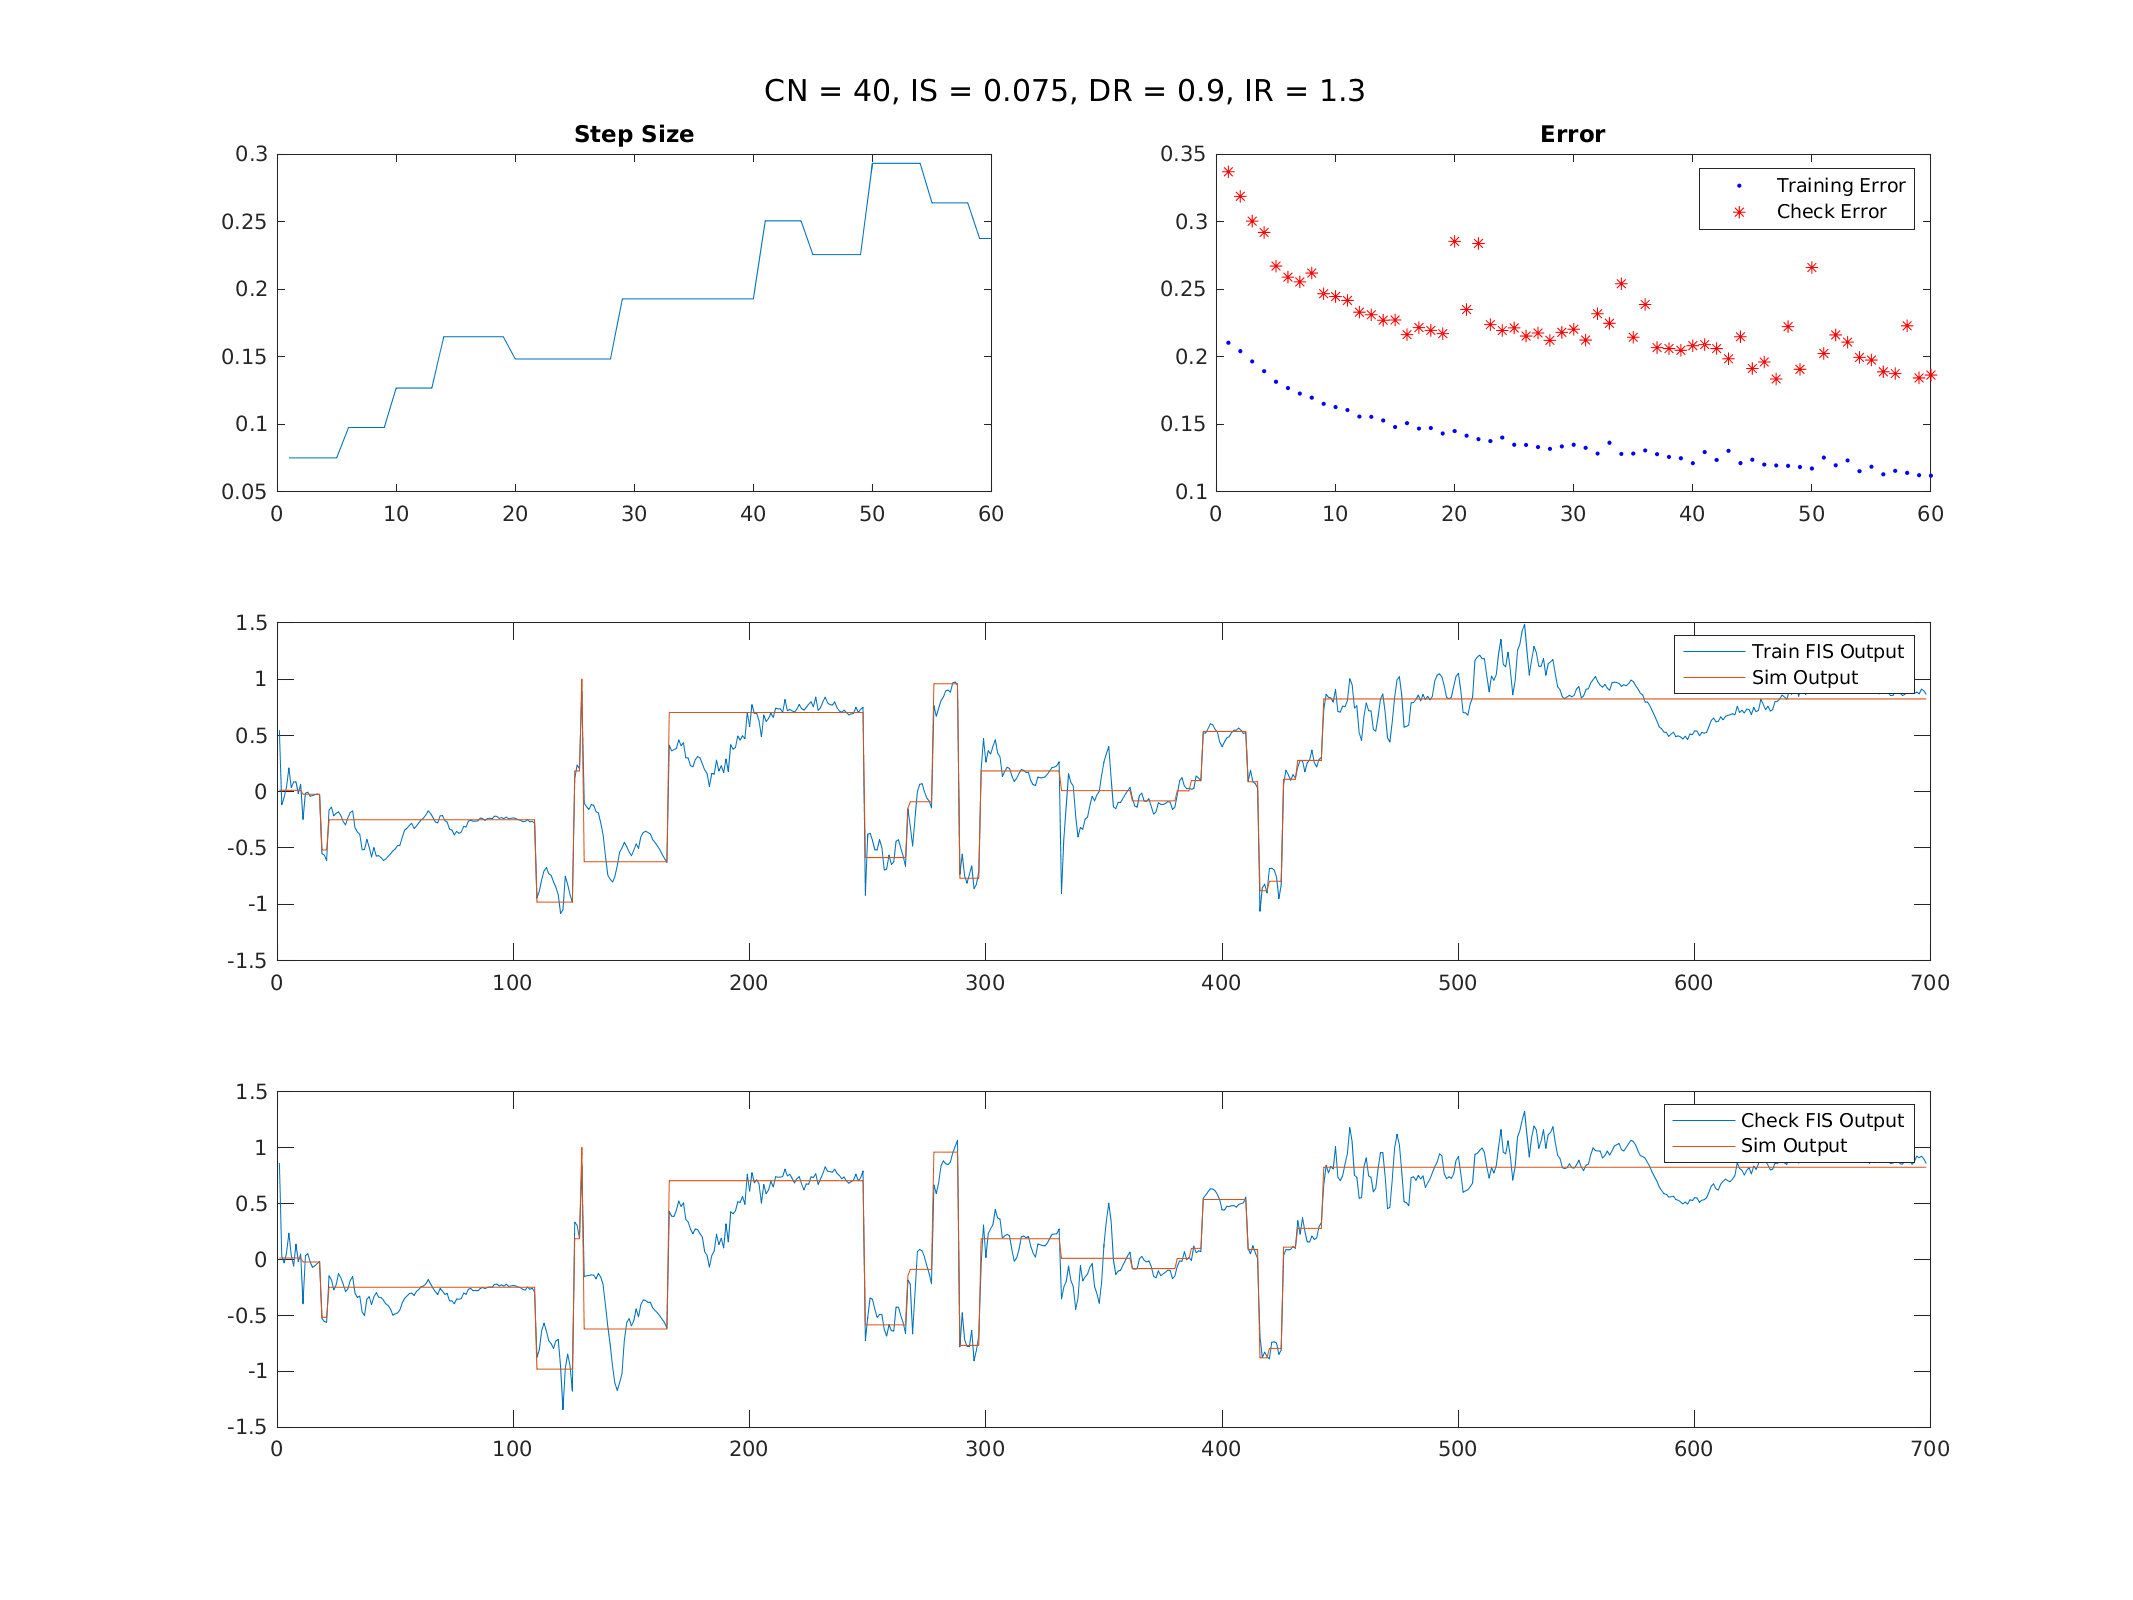 CN = 40, IS = 0.075, DR = 0.9, IR = 1.3
Step Size
0.3
0.25
0.2
0.15
0.1
0.05
0 10 20 30 40 50 60
Error
0.35
0.3
0.25
0.2
0.15
0.1
0 10 20 30 40 50 60
Training Error
Check Error
1.5
1
0.5
0
-0.5
-1
-1.5
0 100 200 300 400 500 600 700
Train FIS Output
Sim Output
1.5
1
0.5
0
-0.5
-1
-1.5
0 100 200 300 400 500 600 700
Check FIS Output
Sim Output